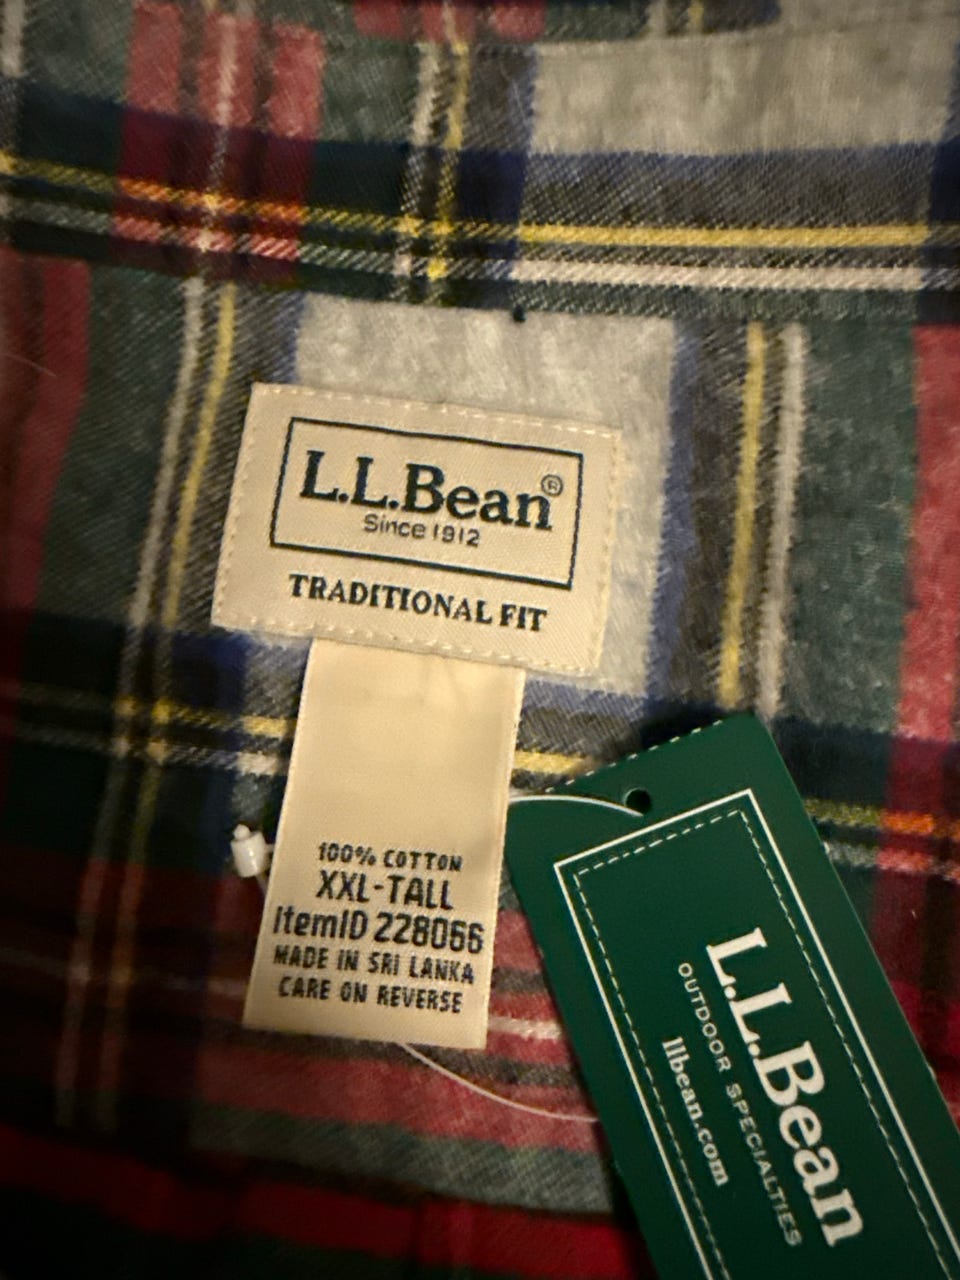 L.L.Bean®
Since 1912
TRADITIONAL FIT
100% COTTON
XXL-TALL
ItemID 228066
MADE IN SRI LANKA
CARE ON REVERSE
L.L.Bean
OUTDOOR SPECIALTIES
llbean.com